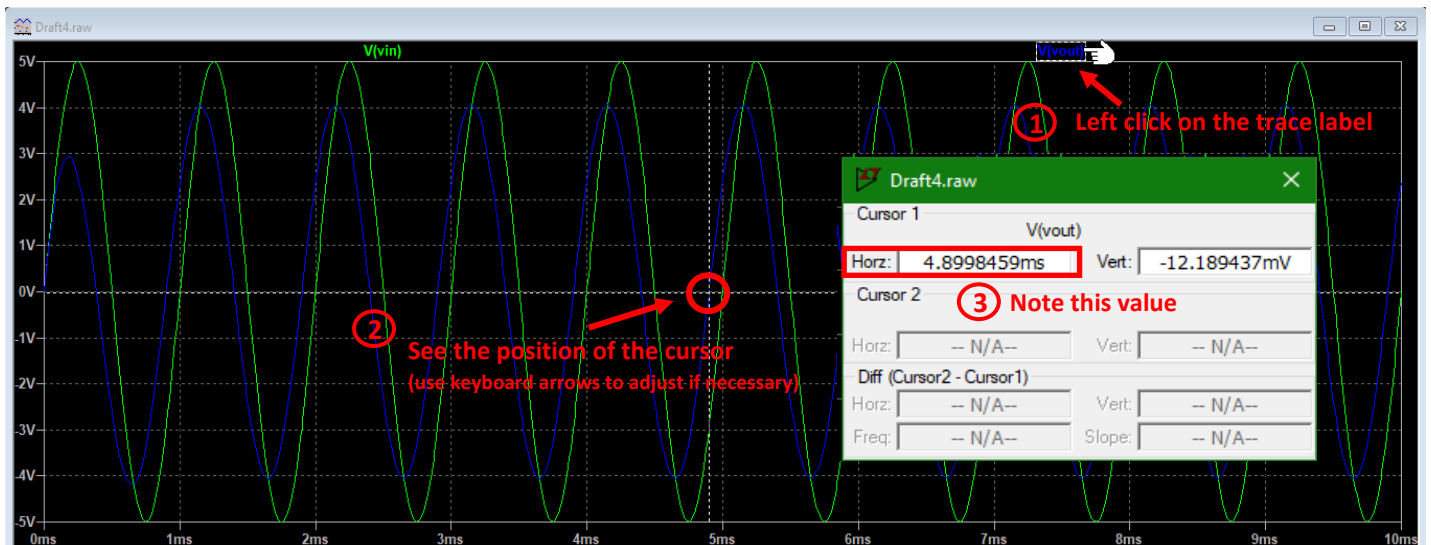 Draft4.raw
V(vin)
V(vout)
5V
4V
3V
2V
1V
0V
-1V
-2V
-3V
-4V
-5V
0ms 1ms 2ms 3ms 4ms 5ms 6ms 7ms 8ms 9ms 10ms
1 Left click on the trace label
2 See the position of the cursor
(use keyboard arrows to adjust if necessary)
Draft4.raw
Cursor 1
V(vout)
Horz: 4.8998459ms Vert: -12.189437mV
Cursor 2
3 Note this value
Horz: -- N/A-- Vert: -- N/A--
Diff (Cursor2 - Cursor1)
Horz: -- N/A-- Vert: -- N/A--
Freq: -- N/A-- Slope: -- N/A--